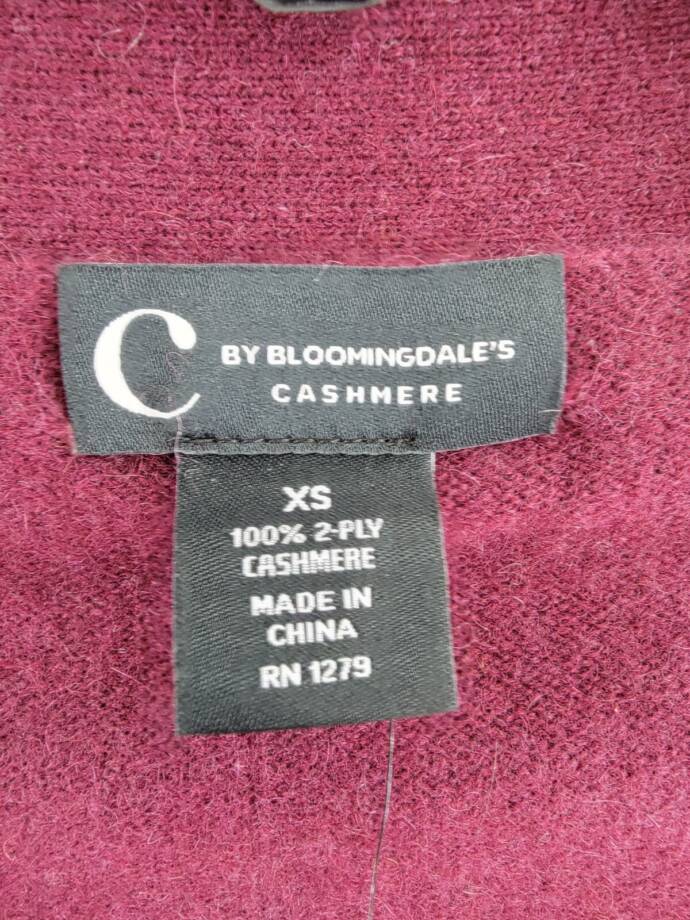 C BY BLOOMINGDALE'S
CASHMERE
XS
100% 2-PLY
CASHMERE
MADE IN
CHINA
RN 1279